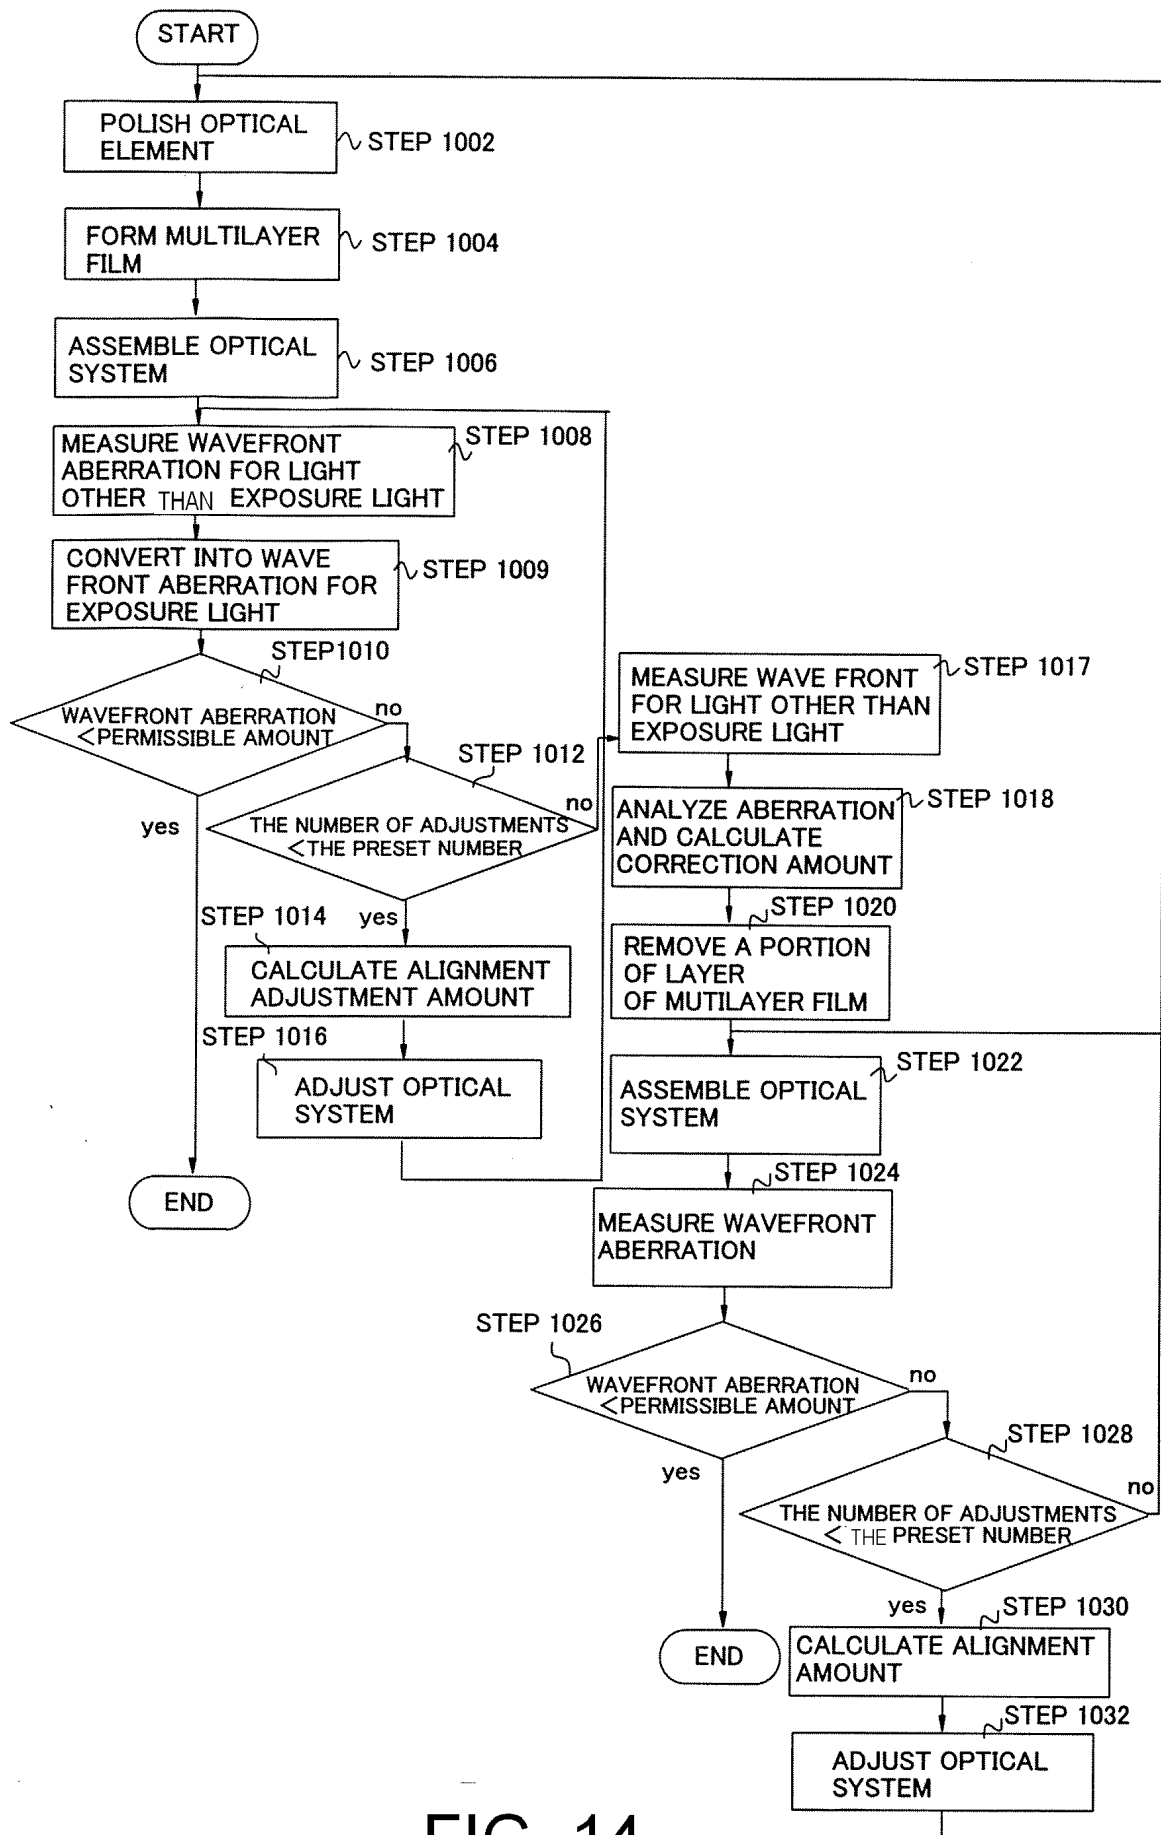 START
POLISH OPTICAL
ELEMENT
STEP 1002
FORM MULTILAYER
FILM
STEP 1004
ASSEMBLE OPTICAL
SYSTEM
STEP 1006
MEASURE WAVEFRONT
ABERRATION FOR LIGHT
OTHER THAN EXPOSURE LIGHT
STEP 1008
CONVERT INTO WAVE
FRONT ABERRATION FOR
EXPOSURE LIGHT
STEP 1009
STEP1010
WAVEFRONT ABERRATION
<PERMISSIBLE AMOUNT
no
yes
STEP 1012
THE NUMBER OF ADJUSTMENTS
<THE PRESET NUMBER
no
yes
STEP 1014
CALCULATE ALIGNMENT
ADJUSTMENT AMOUNT
STEP 1016
ADJUST OPTICAL
SYSTEM
END
MEASURE WAVE FRONT
FOR LIGHT OTHER THAN
EXPOSURE LIGHT
STEP 1017
ANALYZE ABERRATION
AND CALCULATE
CORRECTION AMOUNT
STEP 1018
STEP 1020
REMOVE A PORTION
OF LAYER
OF MUTILAYER FILM
ASSEMBLE OPTICAL
SYSTEM
STEP 1022
STEP 1024
MEASURE WAVEFRONT
ABERRATION
STEP 1026
WAVEFRONT ABERRATION
<PERMISSIBLE AMOUNT
no
yes
STEP 1028
THE NUMBER OF ADJUSTMENTS
< THE PRESET NUMBER
no
yes
END
STEP 1030
CALCULATE ALIGNMENT
AMOUNT
STEP 1032
ADJUST OPTICAL
SYSTEM
FIG. 14